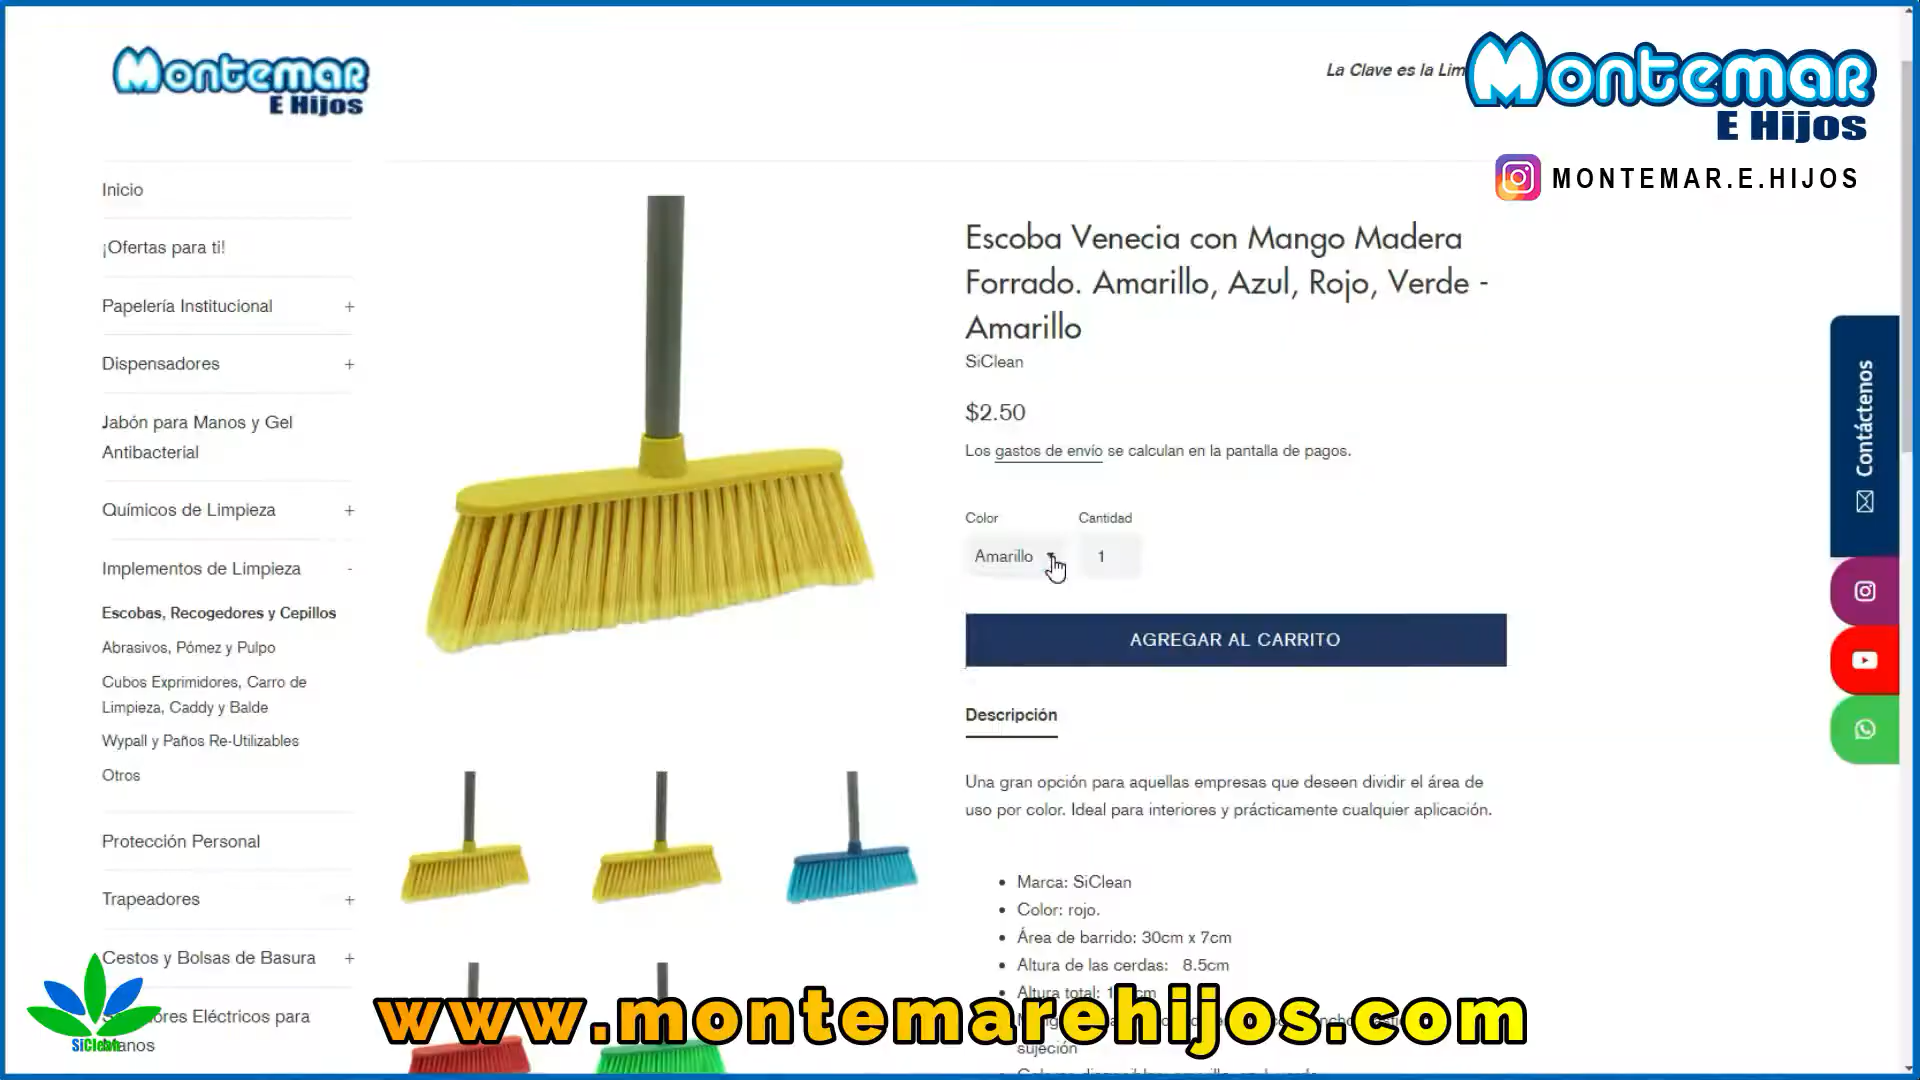 Montemar
E Hijos
La Clave es la Lim
Montemar
E Hijos
MONTEMAR.E.HIJOS
Inicio
¡Ofertas para ti!
Papelería Institucional +
Dispensadores +
Jabón para Manos y Gel
Antibacterial
Químicos de Limpieza +
Implementos de Limpieza -
Escobas, Recogedores y Cepillos
Abrasivos, Pómez y Pulpo
Cubos Exprimidores, Carro de
Limpieza, Caddy y Balde
Wypall y Paños Re-Utilizables
Otros
Protección Personal
Trapeadores +
Cestos y Bolsas de Basura +
ores Eléctricos para
anos
SiClean
Escoba Venecia con Mango Madera
Forrado. Amarillo, Azul, Rojo, Verde -
Amarillo
SiClean
$2.50
Los gastos de envío se calculan en la pantalla de pagos.
Color Cantidad
Amarillo 1
AGREGAR AL CARRITO
Descripción
Una gran opción para aquellas empresas que deseen dividir el área de
uso por color. Ideal para interiores y prácticamente cualquier aplicación.
• Marca: SiClean
• Color: rojo.
• Área de barrido: 30cm x 7cm
• Altura de las cerdas: 8.5cm
• Altura total: cm
sujeción
Contáctenos
www.montemarehijos.com